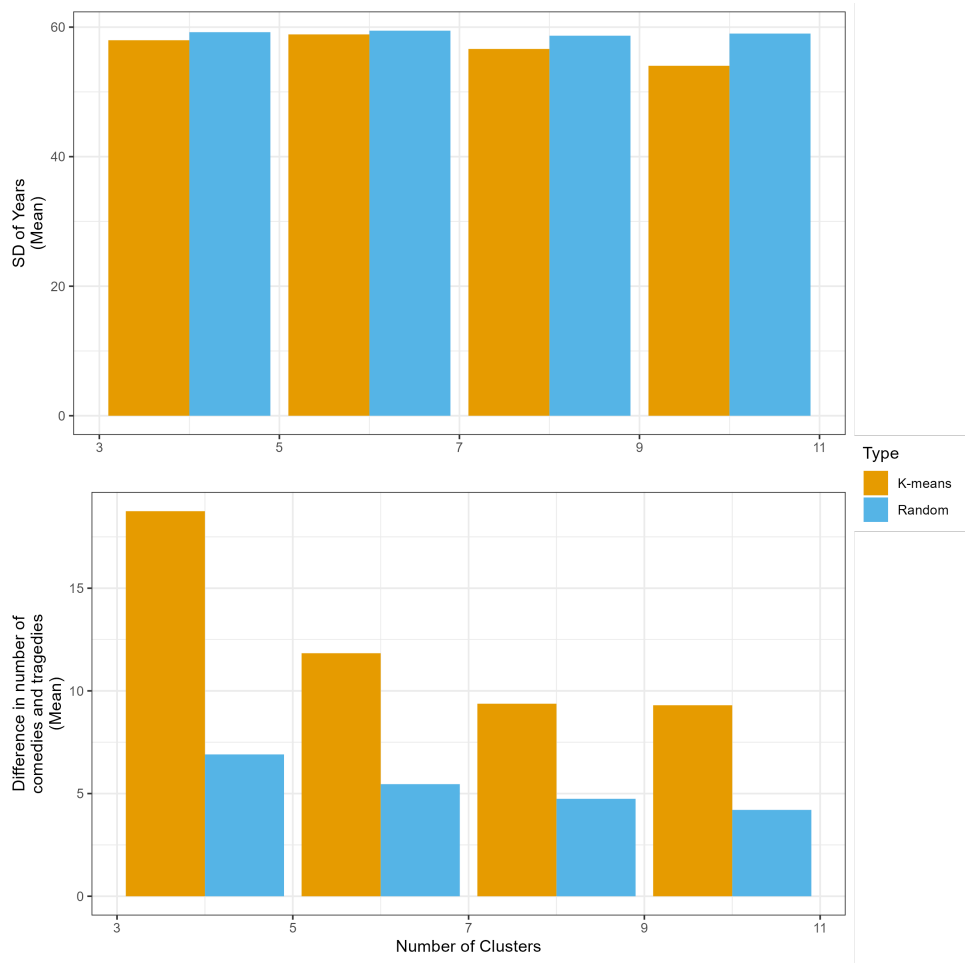 SD of Years
(Mean)
60
40
20
0
3 5 7 9 11
Type
K-means
Random
Difference in number of
comedies and tragedies
(Mean)
15
10
5
0
3 5 7 9 11
Number of Clusters